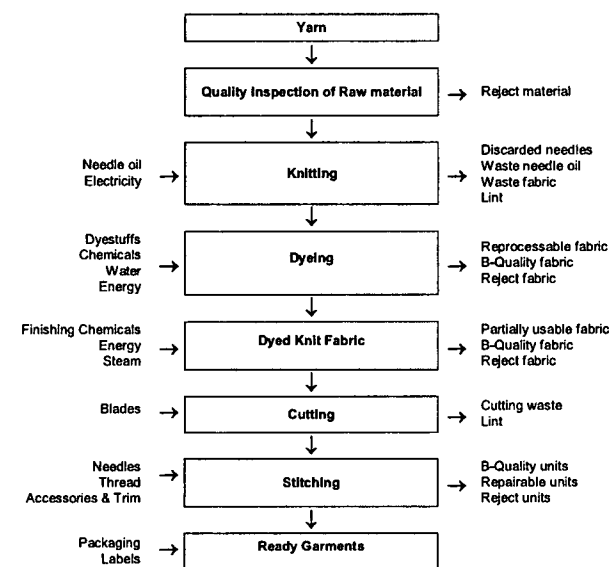 Yarn
Quality Inspection of Raw material
Reject material
Needle oil
Electricity
Knitting
Discarded needles
Waste needle oil
Waste fabric
Lint
Dyestuffs
Chemicals
Water
Energy
Dyeing
Reprocessable fabric
B-Quality fabric
Reject fabric
Finishing Chemicals
Energy
Steam
Dyed Knit Fabric
Partially usable fabric
B-Quality fabric
Reject fabric
Blades
Cutting
Cutting waste
Lint
Needles
Thread
Accessories & Trim
Stitching
B-Quality units
Repairable units
Reject units
Packaging
Labels
Ready Garments